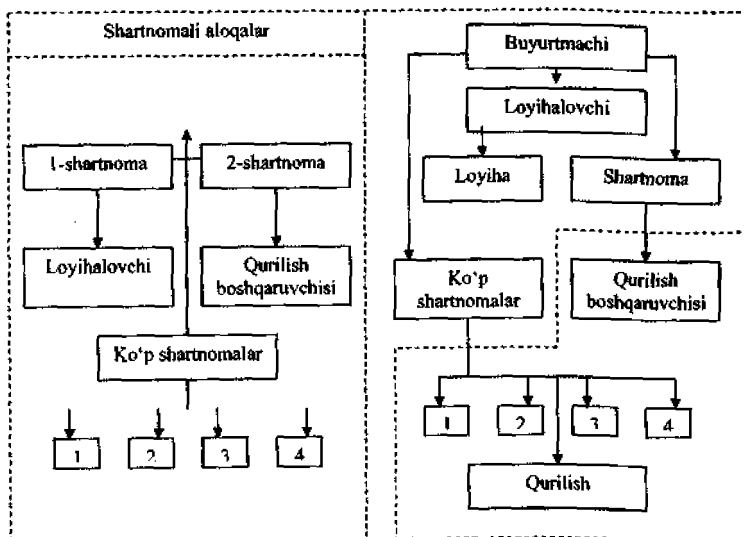 Shartnomali aloqalar
1-shartnoma
2-shartnoma
Loyihalovchi
Qurilish
boshqaruvchisi
Ko‘p shartnomalar
1
2
3
4
Buyurtmachi
Loyihalovchi
Loyiha
Shartnoma
Ko‘p
shartnomalar
Qurilish
boshqaruvchisi
1
2
3
4
Qurilish